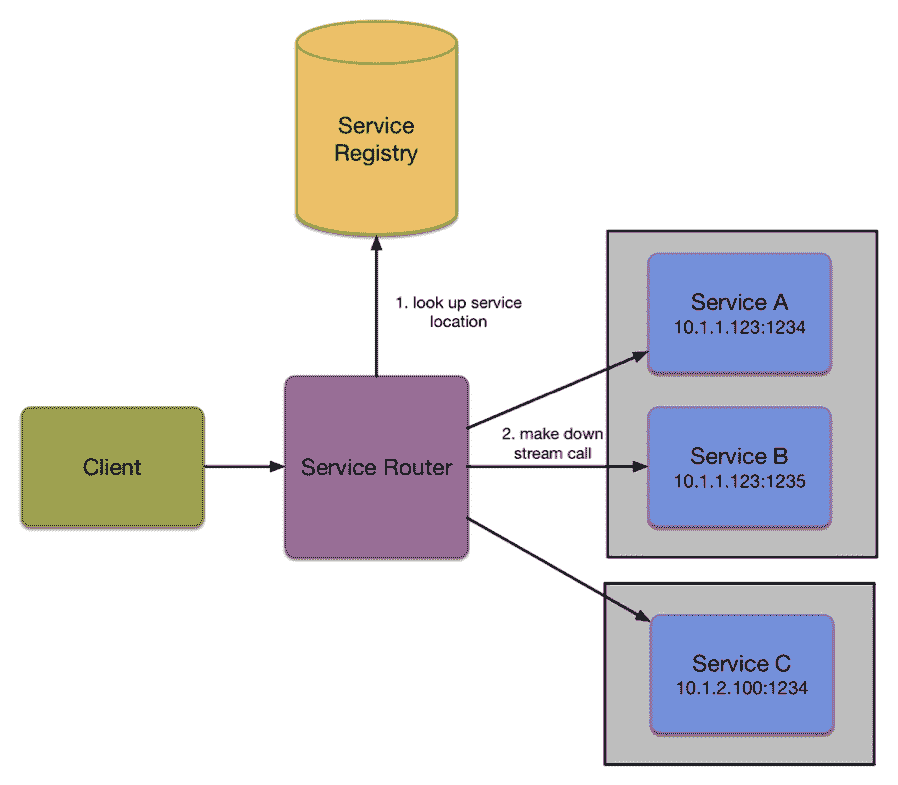 Service
Registry
1. look up service
location
Service A
10.1.1.123:1234
Client
Service Router
2. make down
stream call
Service B
10.1.1.123:1235
Service C
10.1.2.100:1234